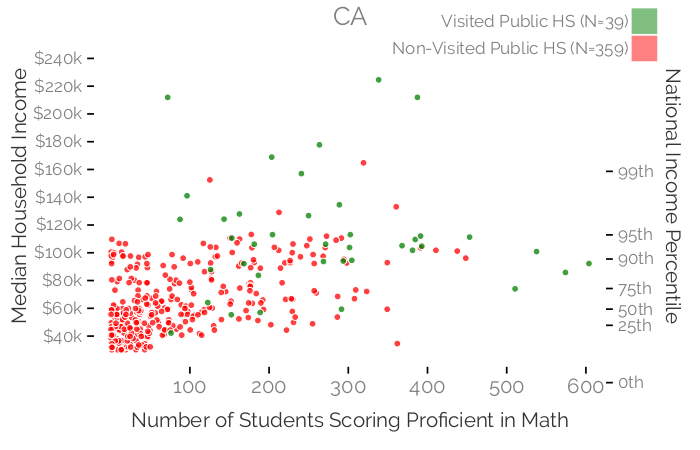 CA
Visited Public HS (N=39)
Non-Visited Public HS (N=359)
Median Household Income
$240k
$220k
$200k
$180k
$160k
$140k
$120k
$100k
$80k
$60k
$40k
National Income Percentile
99th
95th
90th
75th
50th
25th
0th
100 200 300 400 500 600
Number of Students Scoring Proficient in Math